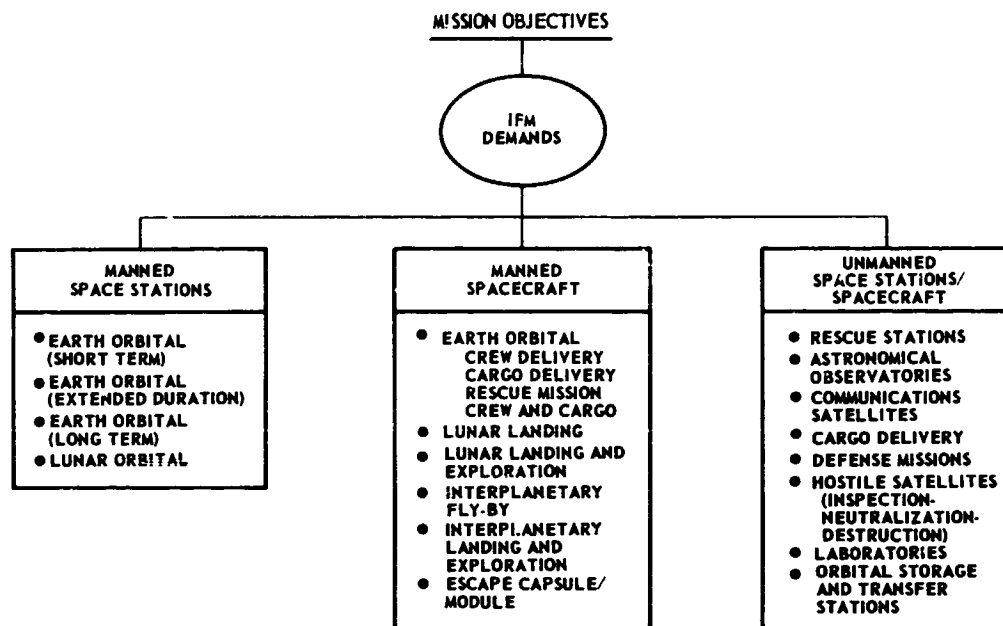 MISSION OBJECTIVES
IFM
DEMANDS
MANNED
SPACE STATIONS
● EARTH ORBITAL
(SHORT TERM)
● EARTH ORBITAL
(EXTENDED DURATION)
● EARTH ORBITAL
(LONG TERM)
● LUNAR ORBITAL
MANNED
SPACECRAFT
● EARTH ORBITAL
CREW DELIVERY
CARGO DELIVERY
RESCUE MISSION
CREW AND CARGO
● LUNAR LANDING
● LUNAR LANDING AND
EXPLORATION
● INTERPLANETARY
FLY-BY
● INTERPLANETARY
LANDING AND
EXPLORATION
● ESCAPE CAPSULE/
MODULE
UNMANNED
SPACE STATIONS/
SPACECRAFT
● RESCUE STATIONS
● ASTRONOMICAL
OBSERVATORIES
● COMMUNICATIONS
SATELLITES
● CARGO DELIVERY
● DEFENSE MISSIONS
● HOSTILE SATELLITES
(INSPECTION-
NEUTRALIZATION-
DESTRUCTION)
● LABORATORIES
● ORBITAL STORAGE
AND TRANSFER
STATIONS